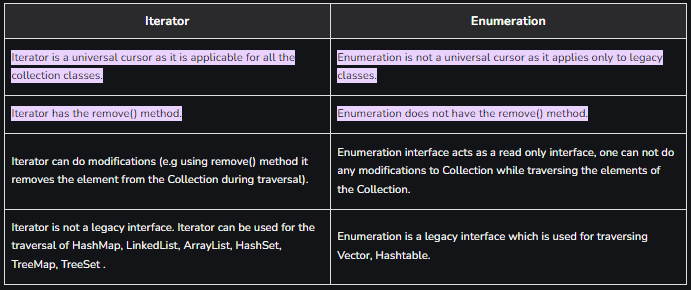 Iterator
Enumeration
Iterator is a universal cursor as it is applicable for all the
collection classes.
Enumeration is not a universal cursor as it applies only to legacy
classes.
Iterator has the remove() method.
Enumeration does not have the remove() method.
Iterator can do modifications (e.g using remove() method it
removes the element from the Collection during traversal).
Enumeration interface acts as a read only interface, one can not do
any modifications to Collection while traversing the elements of
the Collection.
Iterator is not a legacy interface. Iterator can be used for the
traversal of HashMap, LinkedList, ArrayList, HashSet,
TreeMap, TreeSet .
Enumeration is a legacy interface which is used for traversing
Vector, Hashtable.